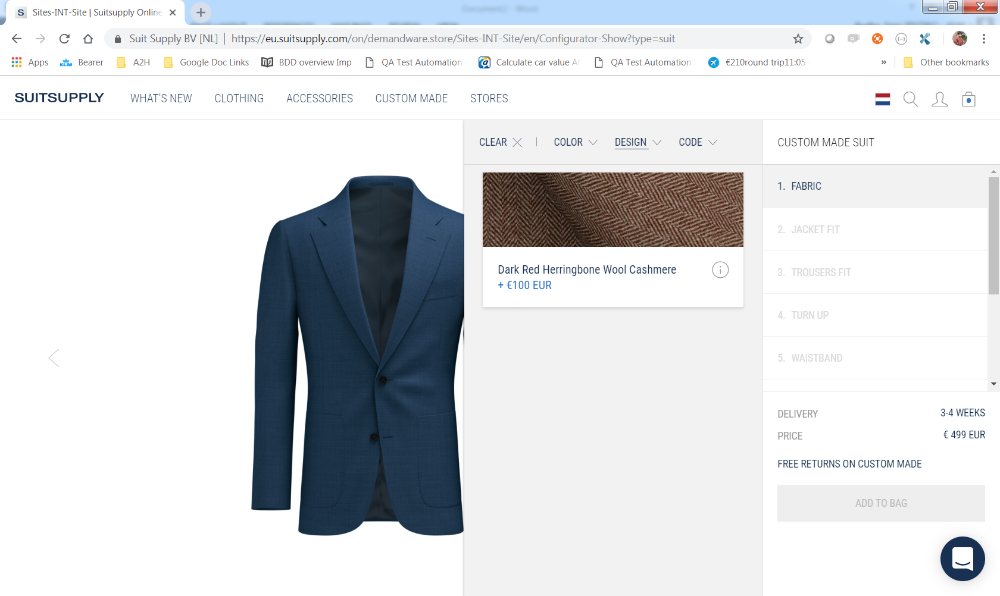 S Sites-INT-Site | Suitsupply Online
Suit Supply BV [NL] | https://eu.suitsupply.com/on/demandware.store/Sites-INT-Site/en/Configurator-Show?type=suit
Apps KLM Bearer A2H Google Doc Links BDD overview Imp QA Test Automation Calculate car value QA Test Automation €210round trip11:05 » Other bookmarks
SUITSUPPLY WHAT'S NEW CLOTHING ACCESSORIES CUSTOM MADE STORES
CLEAR | COLOR DESIGN CODE
CUSTOM MADE SUIT
Dark Red Herringbone Wool Cashmere
+ €100 EUR
1. FABRIC
2. JACKET FIT
3. TROUSERS FIT
4. TURN UP
5. WAISTBAND
DELIVERY 3-4 WEEKS
PRICE € 499 EUR
FREE RETURNS ON CUSTOM MADE
ADD TO BAG